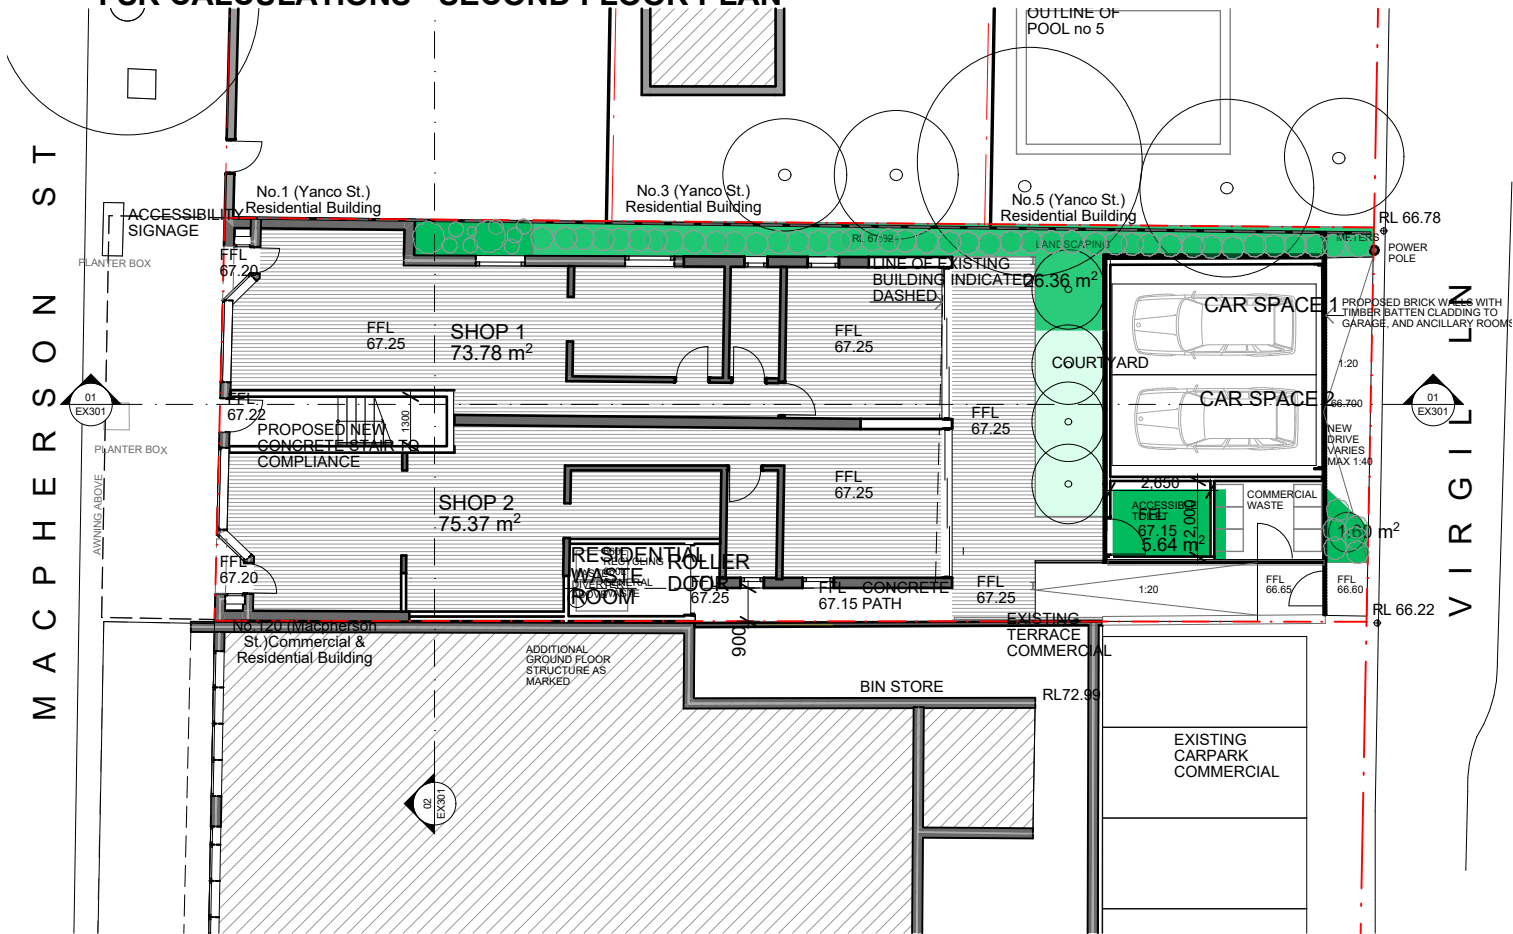 FSR CALCULATIONS - SECOND FLOOR PLAN
OUTLINE OF
POOL no 5
MACPHERSON ST
VIRGIL LN
No.1 (Yanco St.)
Residential Building
No.3 (Yanco St.)
Residential Building
No.5 (Yanco St.)
Residential Building
ACCESSIBILITY
SIGNAGE
PLANTER BOX
FFL
67.20
RL 67.92
LANDSCAPING
METERS
RL 66.78
POWER
POLE
LINE OF EXISTING
BUILDING INDICATED
DASHED
26.36 m²
CAR SPACE 1
PROPOSED BRICK WALLS WITH
TIMBER BATTEN CLADDING TO
GARAGE, AND ANCILLARY ROOMS
FFL
67.25
SHOP 1
73.78 m²
FFL
67.25
COURTYARD
1:20
CAR SPACE 2
66.700
01
EX301
01
EX301
FFL
67.22
1300
PROPOSED NEW
CONCRETE STAIR TO
COMPLIANCE
FFL
67.25
NEW
DRIVE
VARIES
MAX 1:40
PLANTER BOX
AWNING ABOVE
FFL
67.25
SHOP 2
75.37 m²
2,650
2,000
ACCESSIBLE
TOILET
FFL
67.15
5.64 m²
COMMERCIAL
WASTE
1.60 m²
FFL
67.20
RESIDENTIAL
WASTE
ROOM
RECYCLING
GENERAL
WASTE
DIVERTER
ABOVE
ROLLER
DOOR
FFL
67.25
900
FFL
67.15
CONCRETE
PATH
FFL
67.25
1:20
FFL
66.65
FFL
66.60
RL 66.22
No.120 (Macpherson
St.)Commercial &
Residential Building
EXISTING
TERRACE
COMMERCIAL
ADDITIONAL
GROUND FLOOR
STRUCTURE AS
MARKED
BIN STORE
RL72.99
EXISTING
CARPARK
COMMERCIAL
02
EX301